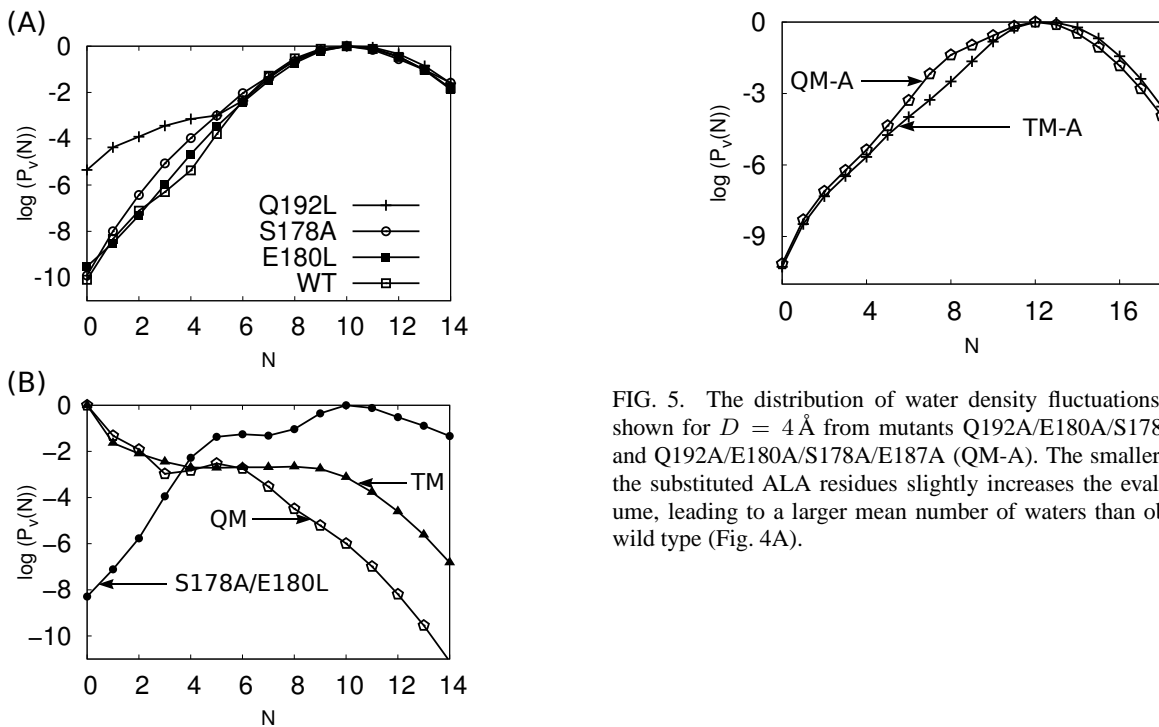 (A)
0
-2
-4
-6
-8
-10
log (Pv(N))
Q192L
S178A
E180L
WT
0 2 4 6 8 10 12 14
N
(B)
0
−2
−4
−6
−8
−10
log (Pv(N))
TM
QM
S178A/E180L
0 2 4 6 8 10 12 14
N
0
-3
-6
-9
log (Pv(N))
QM-A
TM-A
0 4 8 12 16
N
FIG. 5. The distribution of water density fluctuations
shown for D = 4 Å from mutants Q192A/E180A/S178
and Q192A/E180A/S178A/E187A (QM-A). The smaller
the substituted ALA residues slightly increases the eval
ume, leading to a larger mean number of waters than ob
wild type (Fig. 4A).